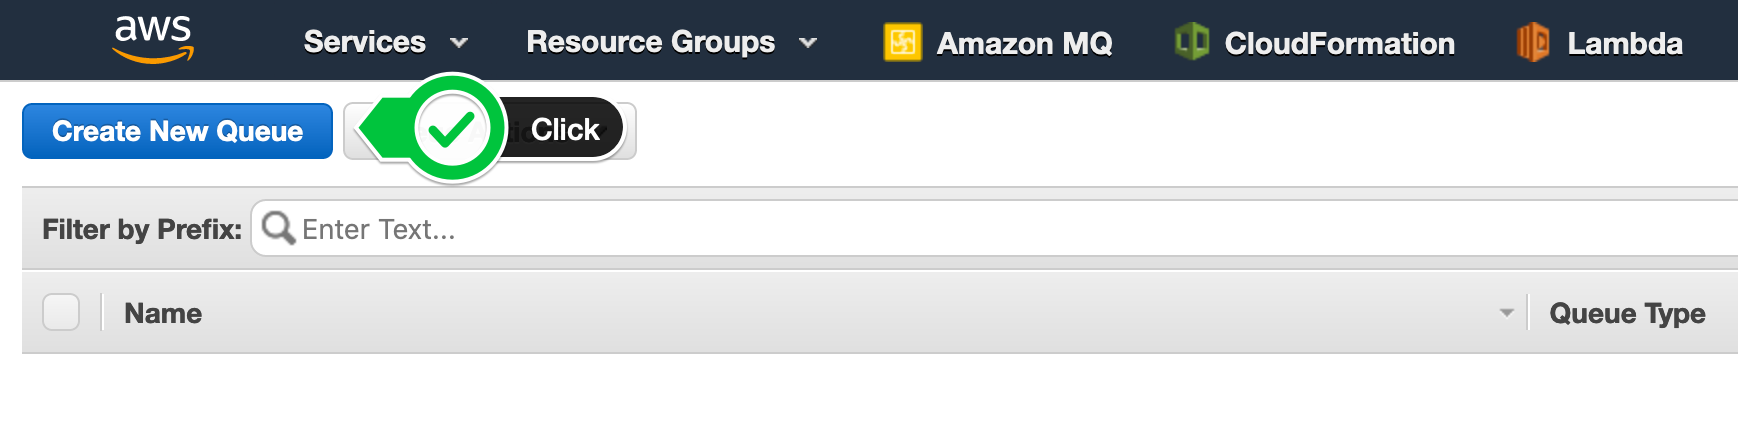 aws Services Resource Groups Amazon MQ CloudFormation Lambda
Create New Queue Click
Filter by Prefix: Enter Text...
Name Queue Type